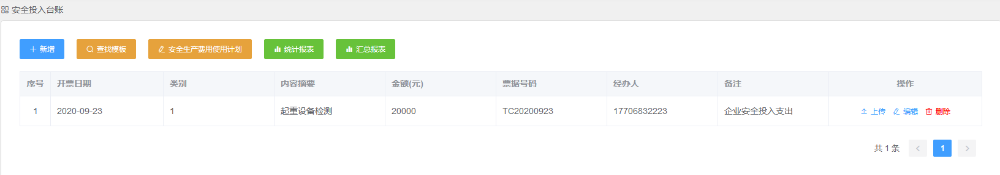 安全投入台账
新增 查找模板 安全生产费用使用计划 统计报表 汇总报表
序号 开票日期 类别 内容摘要 金额(元) 票据号码 经办人 备注 操作
1 2020-09-23 1 起重设备检测 20000 TC20200923 17706832223 企业安全投入支出 上传 编辑 删除
共 1 条 1